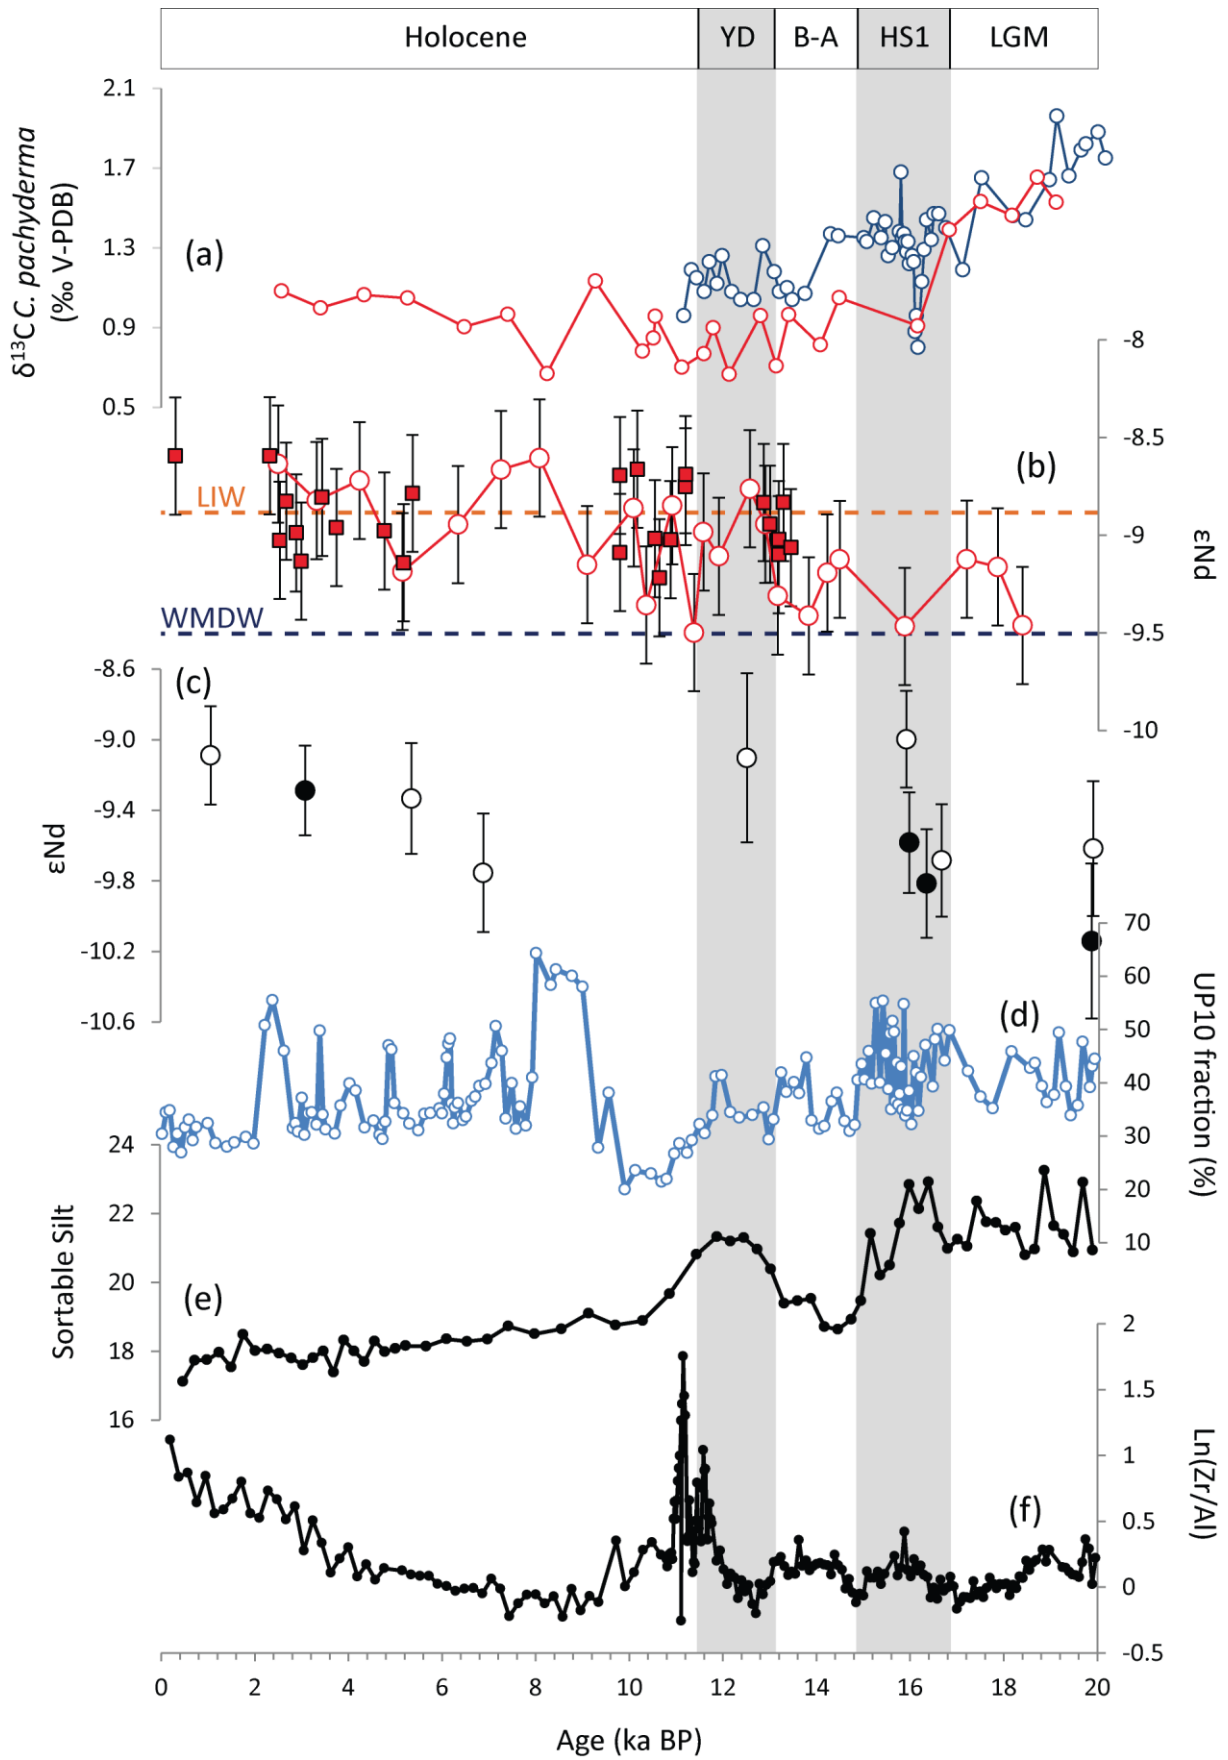 Holocene YD B-A HS1 LGM
2.1
1.7
1.3
0.9
0.5
δ¹³C C. pachyderma
(‰ V-PDB)
(a)
-8
-8.5
-9
-9.5
-10
εNd
(b)
LIW
WMDW
-8.6
-9.0
-9.4
-9.8
-10.2
-10.6
εNd
(c)
70
60
50
40
30
20
10
UP10 fraction (%)
(d)
24
22
20
18
16
Sortable Silt
(e)
2
1.5
1
0.5
0
-0.5
Ln(Zr/Al)
(f)
0 2 4 6 8 10 12 14 16 18 20
Age (ka BP)